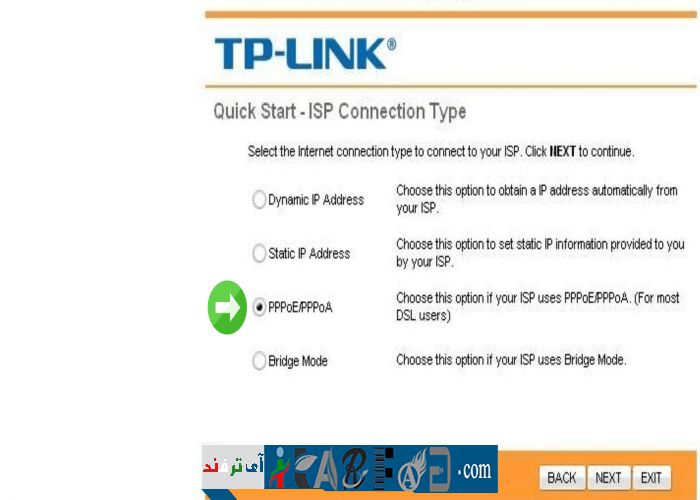 TP-LINK®
Quick Start - ISP Connection Type
Select the Internet connection type to connect to your ISP. Click NEXT to continue.
Dynamic IP Address
Choose this option to obtain a IP address automatically from
your ISP.
Static IP Address
Choose this option to set static IP information provided to you
by your ISP.
PPPoE/PPPoA
Choose this option if your ISP uses PPPoE/PPPoA. (For most
DSL users)
Bridge Mode
Choose this option if your ISP uses Bridge Mode.
آی ترفند
.com
BACK NEXT EXIT